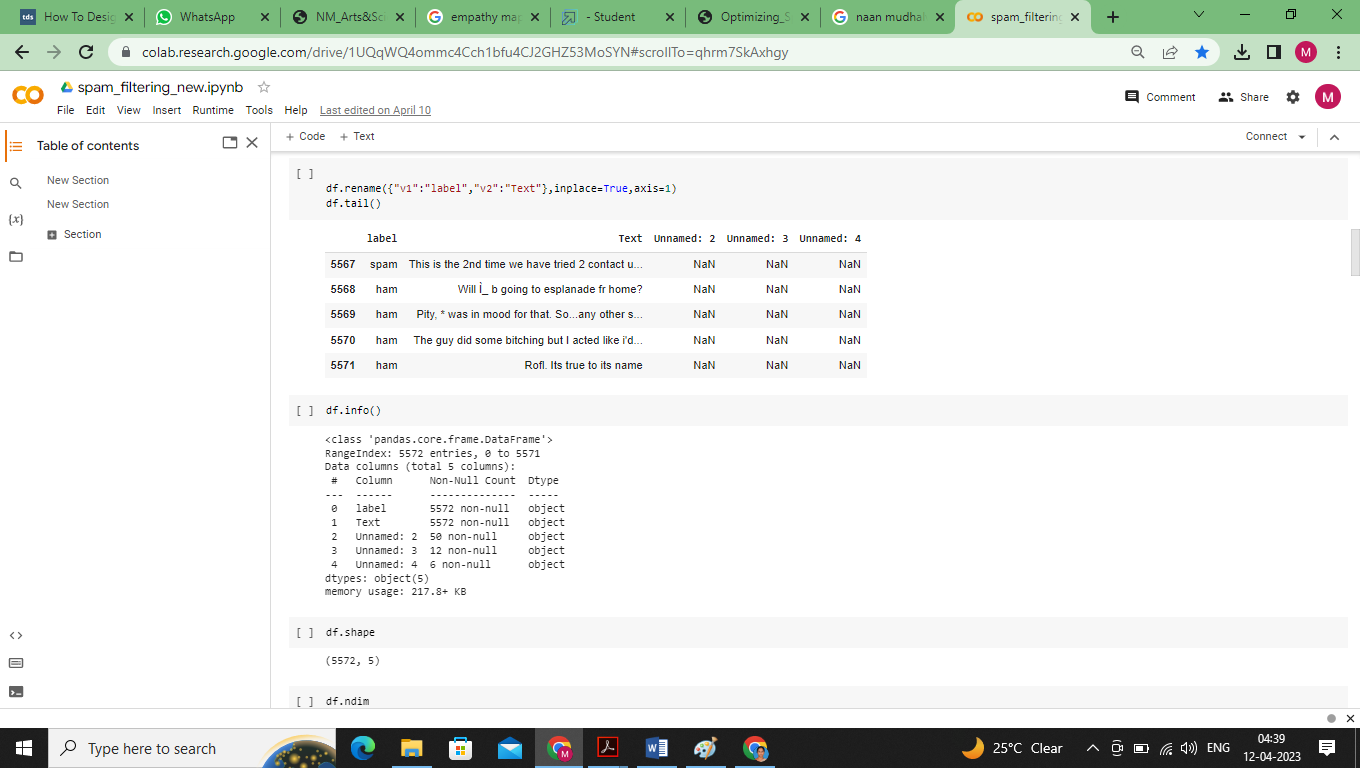 How To Desig
WhatsApp
NM_Arts&Sci
empathy map
- Student
Optimizing_S
naan mudhal
spam_filtering
colab.research.google.com/drive/1UQqWQ4ommc4Cch1bfu4CJ2GHZ53MoSYN#scrollTo=qhrm7SkAxhgy
M
spam_filtering_new.ipynb
File Edit View Insert Runtime Tools Help Last edited on April 10
Comment Share M
Table of contents
New Section
New Section
Section
+ Code + Text
Connect
[ ]
df.rename({"v1":"label","v2":"Text"},inplace=True,axis=1)
df.tail()
label Text Unnamed: 2 Unnamed: 3 Unnamed: 4
5567 spam This is the 2nd time we have tried 2 contact u... NaN NaN NaN
5568 ham Will Ì_ b going to esplanade fr home? NaN NaN NaN
5569 ham Pity, * was in mood for that. So...any other s... NaN NaN NaN
5570 ham The guy did some bitching but I acted like i'd... NaN NaN NaN
5571 ham Rofl. Its true to its name NaN NaN NaN
[ ] df.info()
<class 'pandas.core.frame.DataFrame'>
RangeIndex: 5572 entries, 0 to 5571
Data columns (total 5 columns):
# Column Non-Null Count Dtype
--- ------ -------------- -----
0 label 5572 non-null object
1 Text 5572 non-null object
2 Unnamed: 2 50 non-null object
3 Unnamed: 3 12 non-null object
4 Unnamed: 4 6 non-null object
dtypes: object(5)
memory usage: 217.8+ KB
[ ] df.shape
(5572, 5)
[ ] df.ndim
Type here to search
25°C Clear
ENG
04:39
12-04-2023